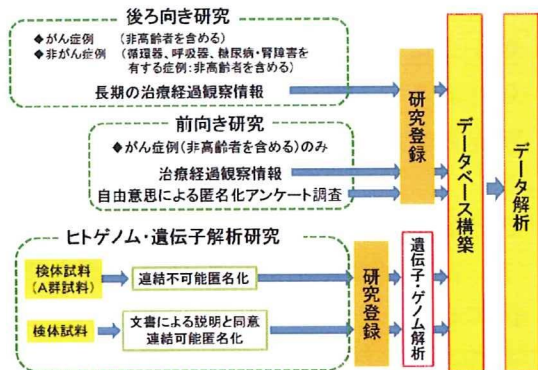 後ろ向き研究
◆がん症例 (非高齢者を含める)
◆非がん症例 (循環器、呼吸器、糖尿病・腎障害を
有する症例:非高齢者を含める)
長期の治療経過観察情報
前向き研究
◆がん症例(非高齢者を含める)のみ
治療経過観察情報
自由意思による匿名化アンケート調査
研究登録
データベース構築
データ解析
ヒトゲノム・遺伝子解析研究
検体試料
(A群試料)
連結不可能匿名化
検体試料
文書による説明と同意
連結可能匿名化
研究登録
遺伝子・ゲノム解析